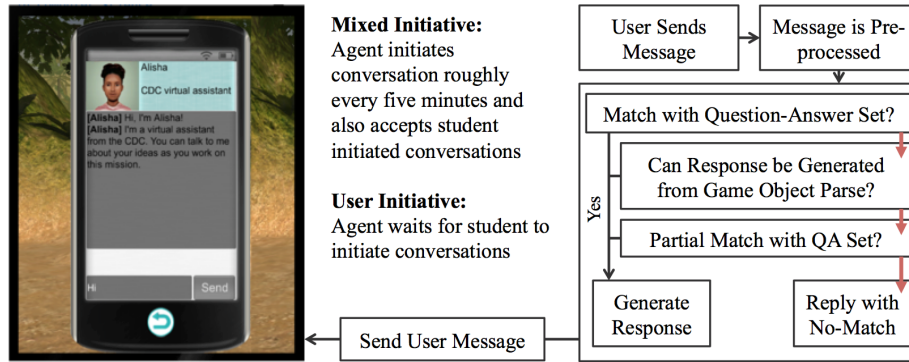 Alisha
CDC virtual assistant
[Alisha] Hi, I'm Alisha!
[Alisha] I'm a virtual assistant
from the CDC. You can talk to me
about your ideas as you work on
this mission.
Hi
Send
Mixed Initiative:
Agent initiates
conversation roughly
every five minutes and
also accepts student
initiated conversations
User Initiative:
Agent waits for student to
initiate conversations
User Sends
Message
Message is Pre-
processed
Match with Question-Answer Set?
Can Response be Generated
from Game Object Parse?
Yes
Partial Match with QA Set?
Generate
Response
Reply with
No-Match
Send User Message